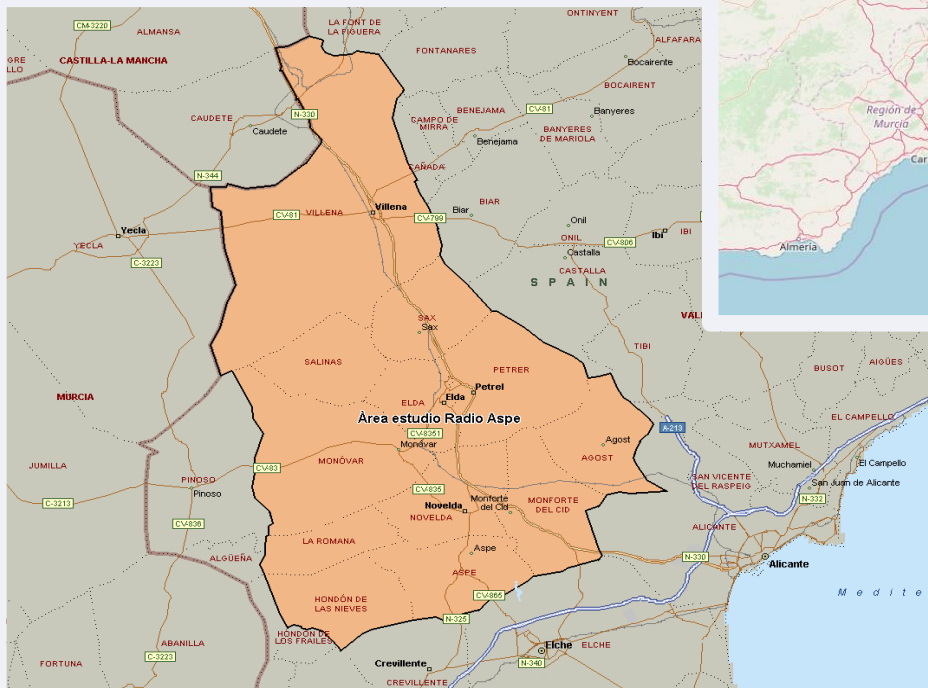 CM-3220
ALMANSA
LA FONT DE
LA FIGUERA
ONTINYENT
ALFAFARA
FONTANARES
Bocairente
BOCAIRENT
CASTILLA-LA MANCHA
GRE
LLO
CAUDETE
Caudete
N-330
CAMPO DE
MIRRA
BENEJAMA
CV-81
Banyeres
BANYERES
DE MARIOLA
Benejama
CAÑADA
N-344
Villena
VILLENA
CV-81
CV-799
Biar
BIAR
Onil
ONIL
CV-806
Ibi
IBI
Castalla
CASTALLA
SPAIN
Yecla
YECLA
C-3223
SAX
Sax
VAL
TIBI
SALINAS
PETRER
Petrel
ELDA
Elda
BUSOT
AIGÜES
MURCIA
Àrea estudio Radio Aspe
EL CAMPELLO
A-213
CV-8351
Monóvar
Agost
AGOST
MUTXAMEL
JUMILLA
CV-83
MONÓVAR
Muchamiel
El Campello
PINOSO
Pinoso
CV-835
SAN VICENTE
DEL RASPEIG
San Juan de Alicante
C-3213
Novelda
NOVELDA
Monforte
del Cid
MONFORTE
DEL CID
N-332
CV-836
ALICANTE
LA ROMANA
Aspe
ALGÜEÑA
N-330
Alicante
ASPE
CV-865
Medite
HONDÓN DE
LAS NIEVES
N-325
HONDÓN DE
LOS FRAILES
ABANILLA
Elche
ELCHE
C-3223
FORTUNA
Crevillente
N-340
CREVILLENTE
Región de
Murcia
Car
Almería